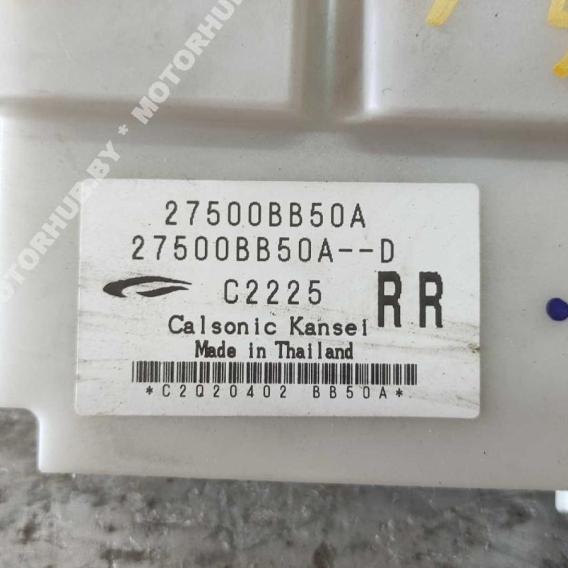 MOTORHUB.BY * MOTORHUB
27500BB50A
27500BB50A--D
C2225
RR
Calsonic Kansei
Made in Thailand
*C2Q20402 BB50A*